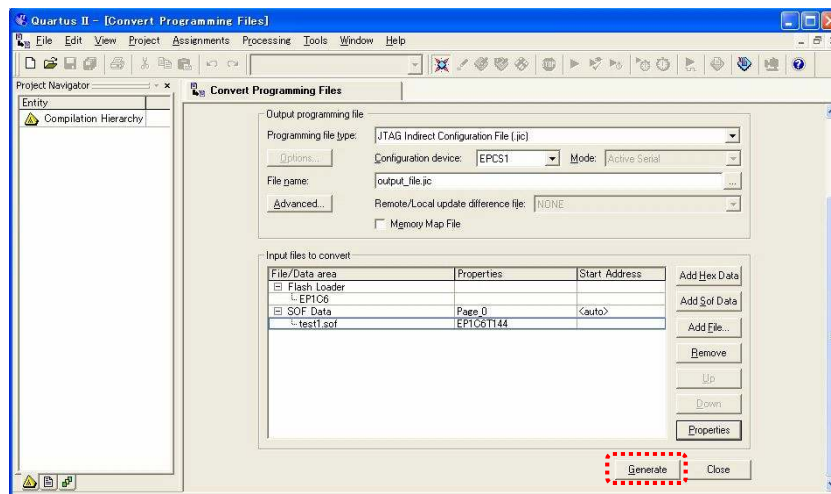 Quartus II - [Convert Programming Files]
File Edit View Project Assignments Processing Tools Window Help
Project Navigator
Convert Programming Files
Entity
Compilation Hierarchy
Output programming file
Programming file type: JTAG Indirect Configuration File (.jic)
Options... Configuration device: EPCS1 Mode: Active Serial
File name: output_file.jic ...
Advanced... Remote/Local update difference file: NONE
Memory Map File
Input files to convert
File/Data area Properties Start Address
Flash Loader
EP1C6
SOF Data Page_0 <auto>
test1.sof EP1C6T144
Add Hex Data
Add Sof Data
Add File...
Remove
Up
Down
Properties
Generate Close